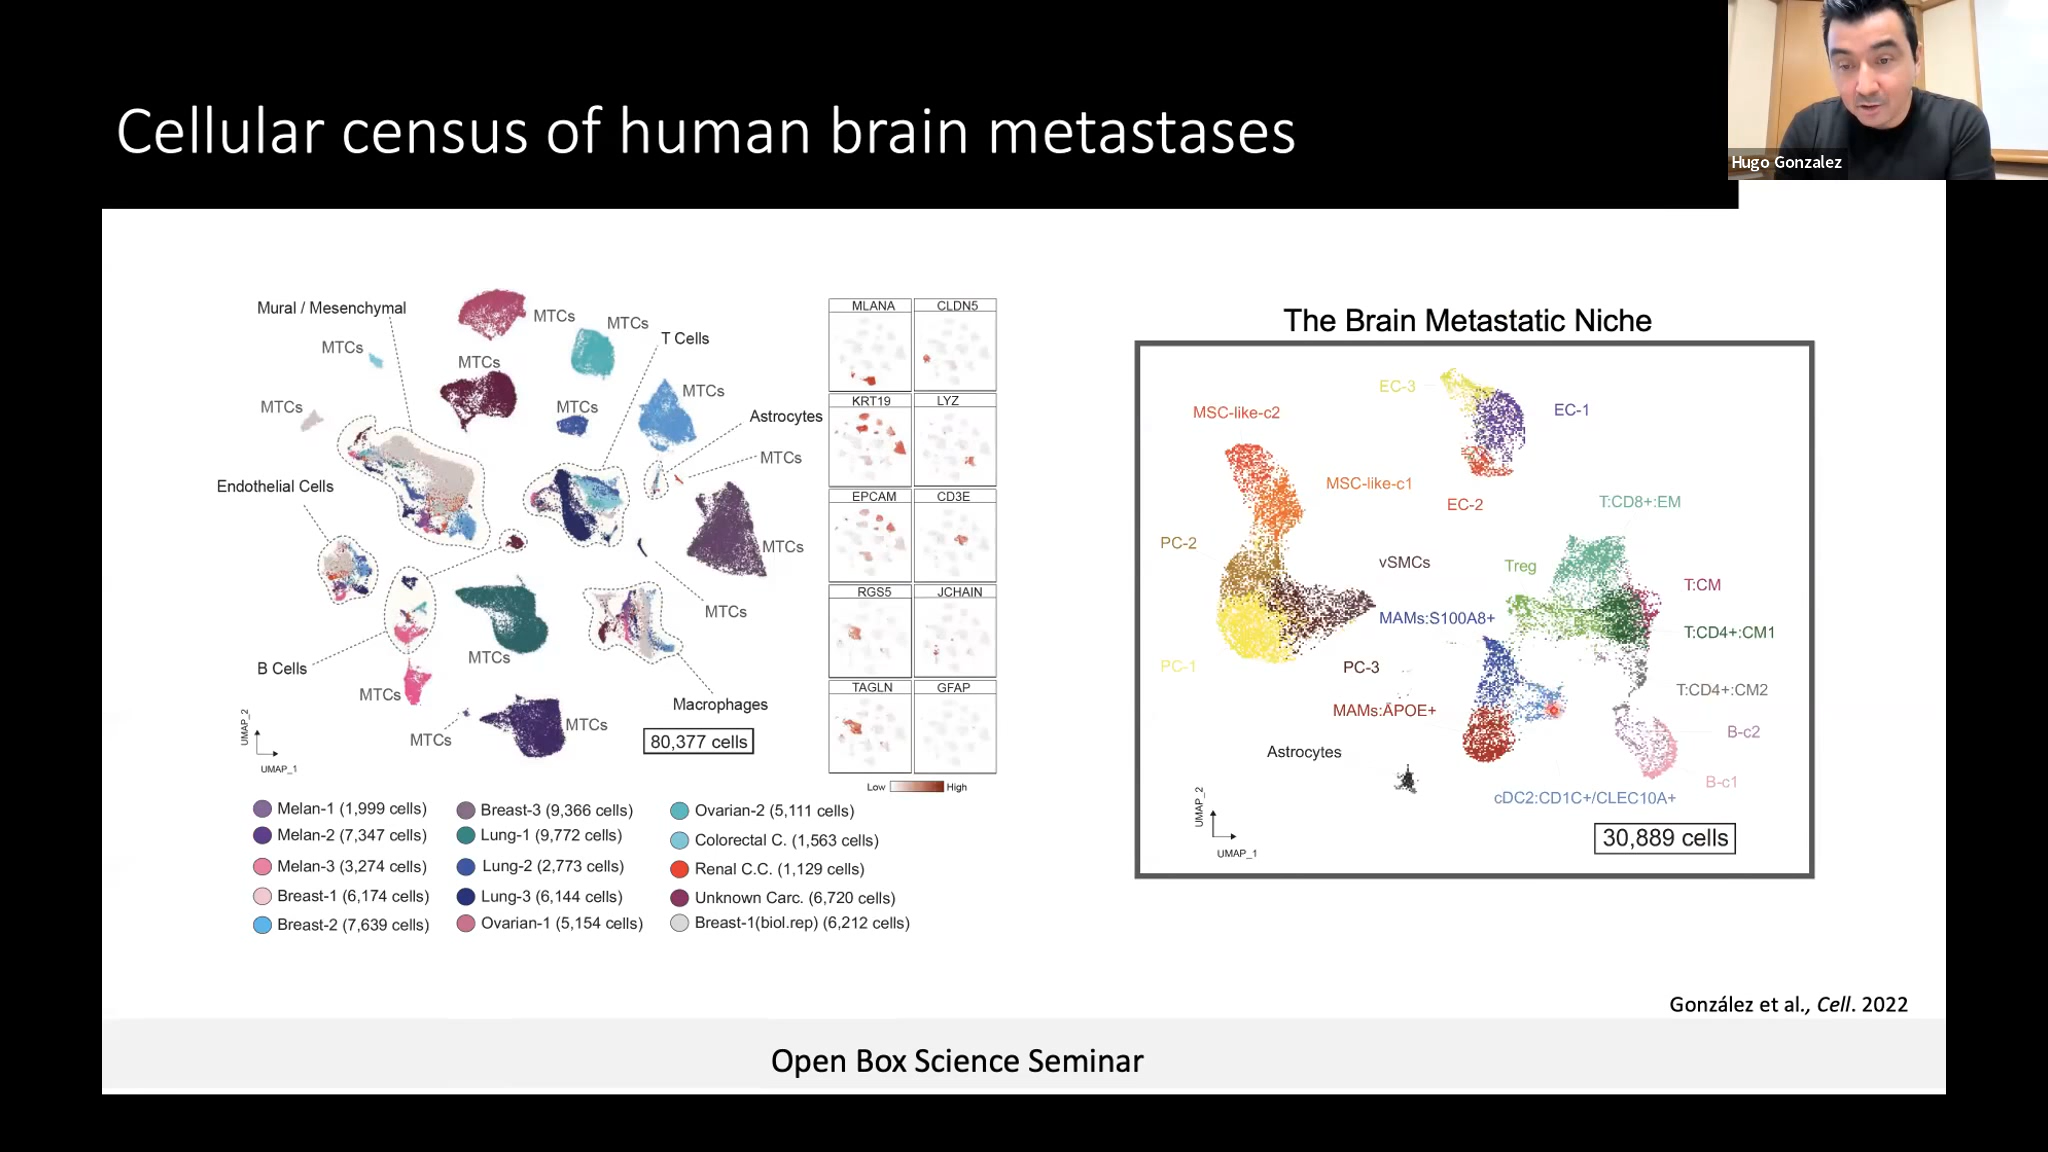 Cellular census of human brain metastases
Hugo Gonzalez
Mural / Mesenchymal
MTCs
MTCs
T Cells
MTCs
MTCs
MTCs
MTCs
MTCs
Astrocytes
MTCs
Endothelial Cells
MTCs
MTCs
MTCs
B Cells
MTCs
Macrophages
MTCs
MTCs
80,377 cells
UMAP_2
UMAP_1
MLANA
CLDN5
KRT19
LYZ
EPCAM
CD3E
RGS5
JCHAIN
TAGLN
GFAP
Low
High
Melan-1 (1,999 cells)
Melan-2 (7,347 cells)
Melan-3 (3,274 cells)
Breast-1 (6,174 cells)
Breast-2 (7,639 cells)
Breast-3 (9,366 cells)
Lung-1 (9,772 cells)
Lung-2 (2,773 cells)
Lung-3 (6,144 cells)
Ovarian-1 (5,154 cells)
Ovarian-2 (5,111 cells)
Colorectal C. (1,563 cells)
Renal C.C. (1,129 cells)
Unknown Carc. (6,720 cells)
Breast-1(biol.rep) (6,212 cells)
The Brain Metastatic Niche
EC-3
MSC-like-c2
EC-1
MSC-like-c1
EC-2
T:CD8+:EM
PC-2
vSMCs
Treg
T:CM
MAMs:S100A8+
T:CD4+:CM1
PC-1
PC-3
T:CD4+:CM2
MAMs:APOE+
B-c2
Astrocytes
B-c1
cDC2:CD1C+/CLEC10A+
UMAP_2
UMAP_1
30,889 cells
González et al., Cell. 2022
Open Box Science Seminar